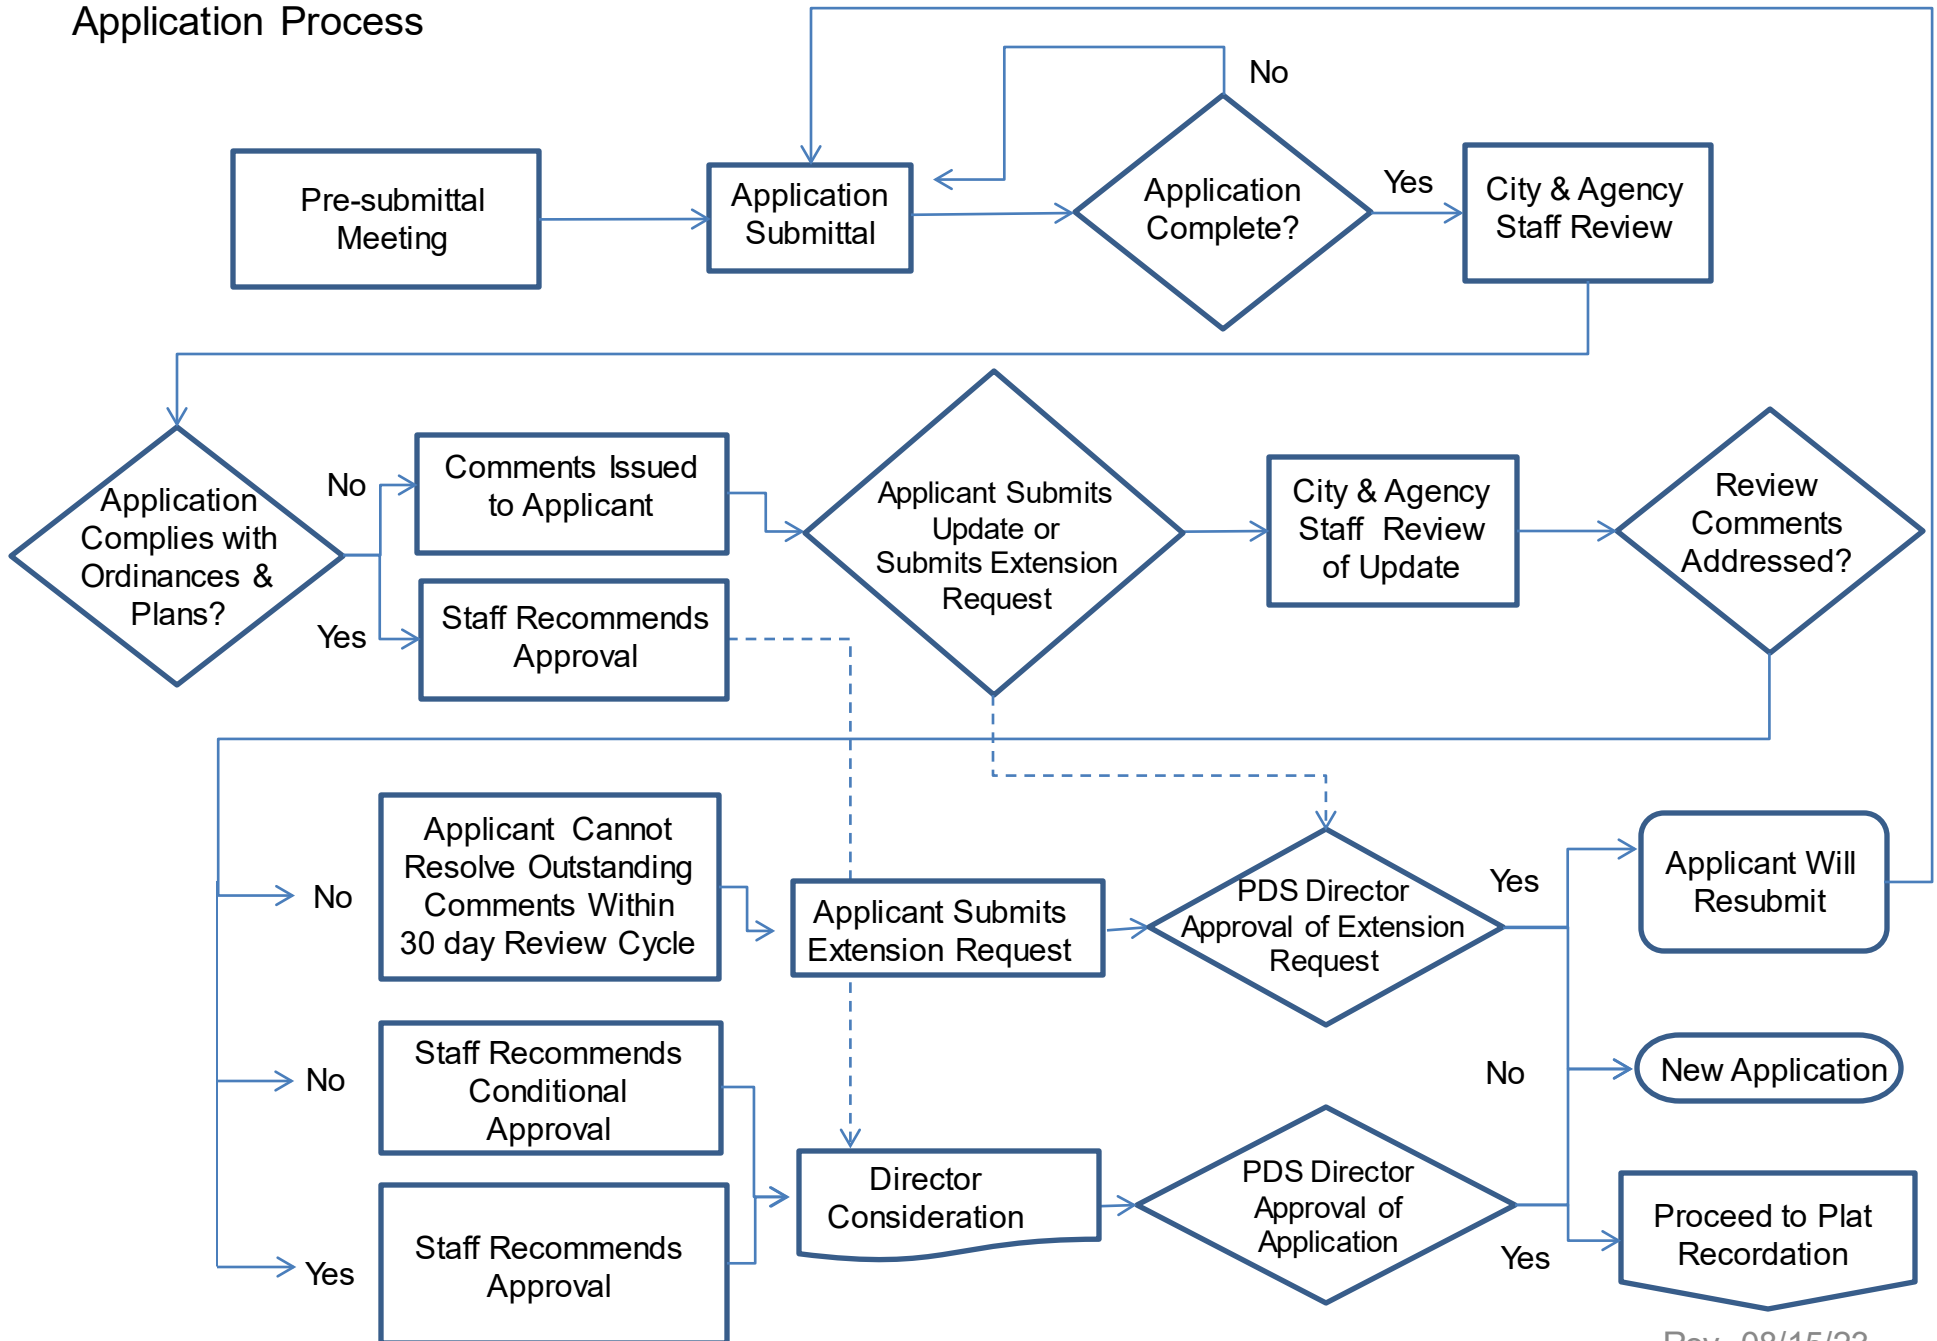 Application Process
No
Pre-submittal
Meeting
Application
Submittal
Application
Complete?
Yes
City & Agency
Staff Review
Application
Complies with
Ordinances &
Plans?
No
Yes
Comments Issued
to Applicant
Staff Recommends
Approval
Applicant Submits
Update or
Submits Extension
Request
City & Agency
Staff Review
of Update
Review
Comments
Addressed?
No
Applicant Cannot
Resolve Outstanding
Comments Within
30 day Review Cycle
Applicant Submits
Extension Request
PDS Director
Approval of Extension
Request
Yes
Applicant Will
Resubmit
No
Staff Recommends
Conditional
Approval
No
New Application
Yes
Staff Recommends
Approval
Director
Consideration
PDS Director
Approval of
Application
Yes
Proceed to Plat
Recordation
Rev. 08/15/23